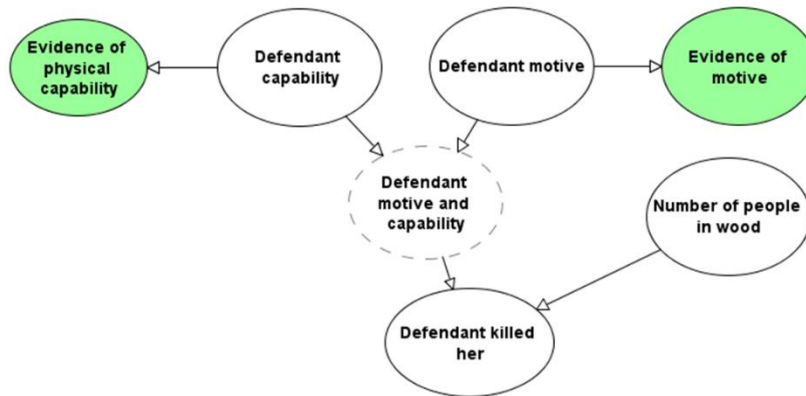 Evidence of
physical
capability
Defendant
capability
Defendant motive
Evidence of
motive
Defendant
motive and
capability
Number of people
in wood
Defendant killed
her